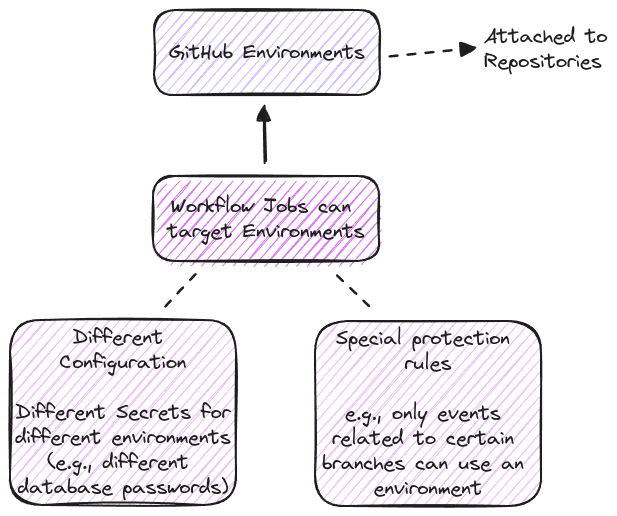 GitHub Environments
Attached to
Repositories
Workflow Jobs can
target Environments
Different
Configuration
Different Secrets for
different environments
(e.g., different
database passwords)
Special protection
rules
e.g., only events
related to certain
branches can use an
environment